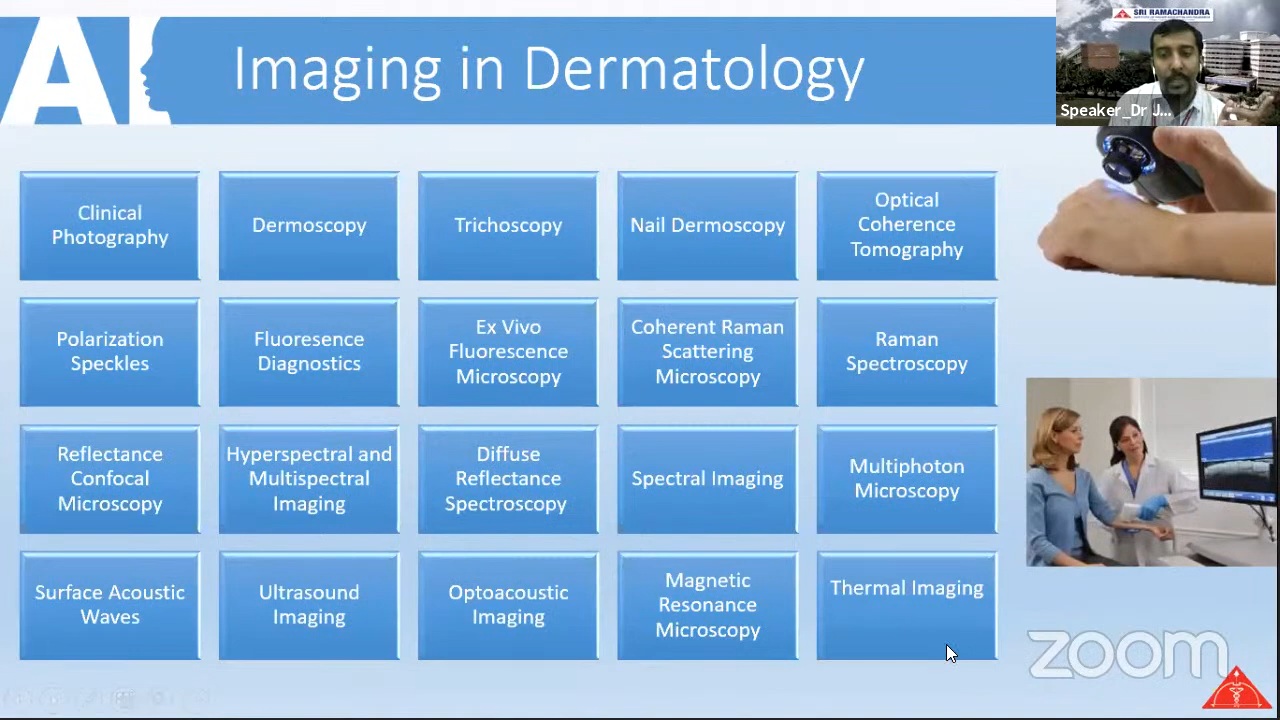 AI
Imaging in Dermatology
SRI RAMACHANDRA
Speaker_Dr J...
Clinical
Photography
Dermoscopy
Trichoscopy
Nail Dermoscopy
Optical
Coherence
Tomography
Polarization
Speckles
Fluoresence
Diagnostics
Ex Vivo
Fluorescence
Microscopy
Coherent Raman
Scattering
Microscopy
Raman
Spectroscopy
Reflectance
Confocal
Microscopy
Hyperspectral and
Multispectral
Imaging
Diffuse
Reflectance
Spectroscopy
Spectral Imaging
Multiphoton
Microscopy
Surface Acoustic
Waves
Ultrasound
Imaging
Optoacoustic
Imaging
Magnetic
Resonance
Microscopy
Thermal Imaging
zoom